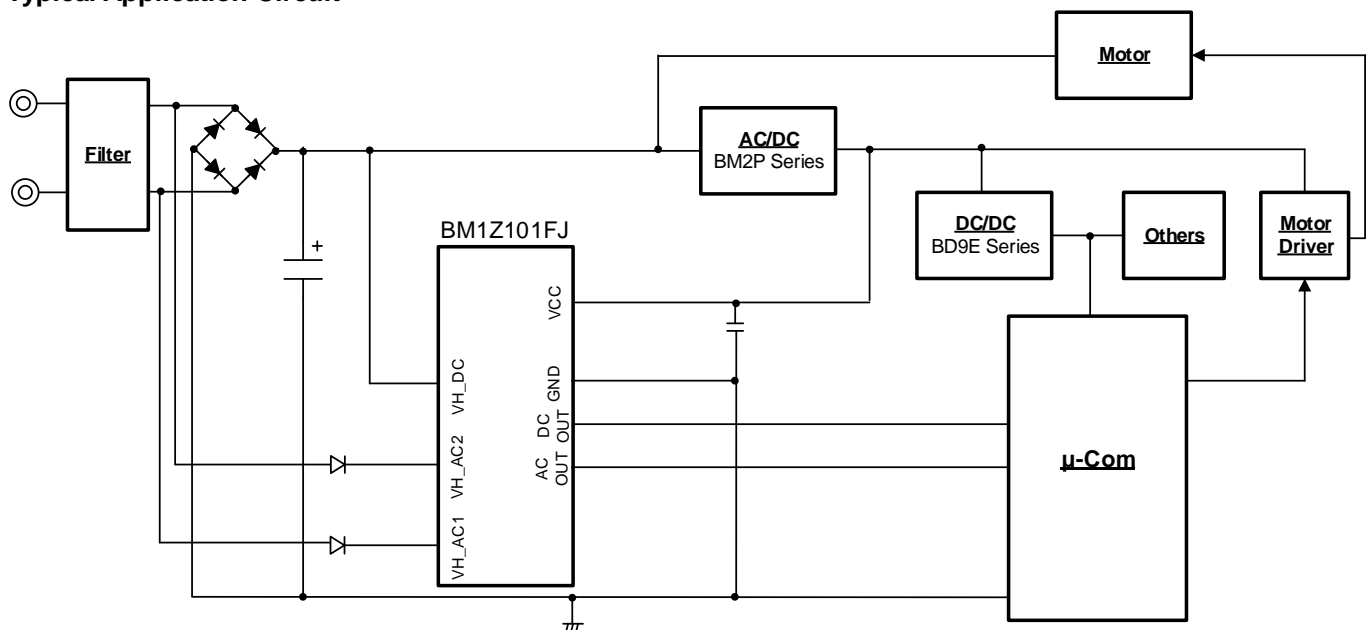 Typical Application Circuit
Motor
Filter
AC/DC
BM2P Series
BM1Z101FJ
DC/DC
BD9E Series
Others
Motor
Driver
VCC
VH_DC
GND
DC
OUT
VH_AC2
AC
OUT
VH_AC1
µ-Com
+